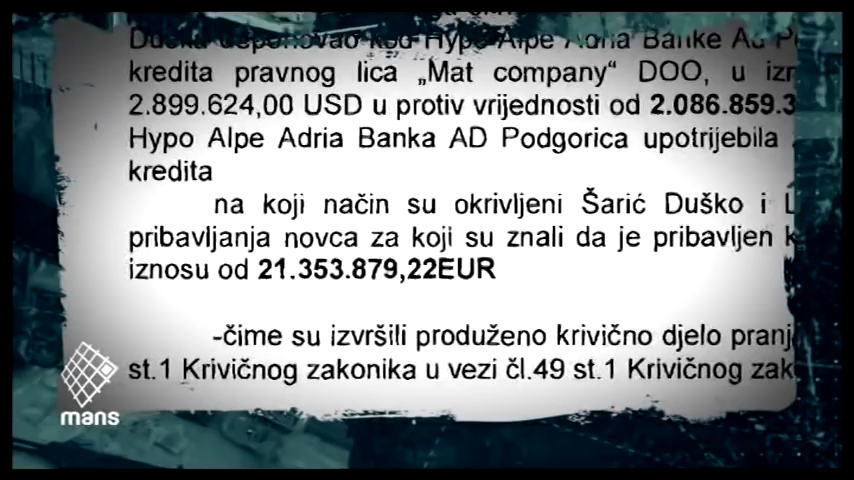 kredita pravnog lica „Mat company“ DOO, u
2.899.624,00 USD u protiv vrijednosti od 2.086.859.3
Hypo Alpe Adria Banka AD Podgorica upotrijebila
kredita
na koji način su okrivljeni Šarić Duško i
pribavljanja novca za koji su znali da je pribavljen
iznosu od 21.353.879,22EUR
-čime su izvršili produženo krivično djelo
st.1 Krivičnog zakonika u vezi čl.49 st.1 Krivičnog
mans